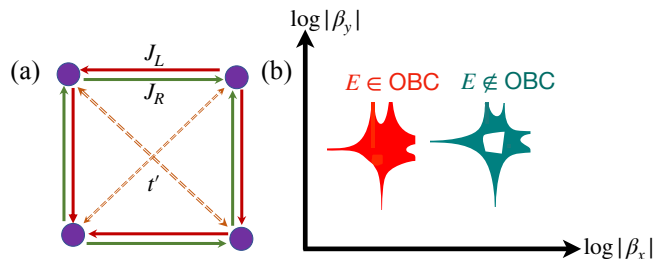 (a)
J_L
J_R
t′
(b)
log|β_y|
E ∈ OBC
E ∉ OBC
log|β_x|